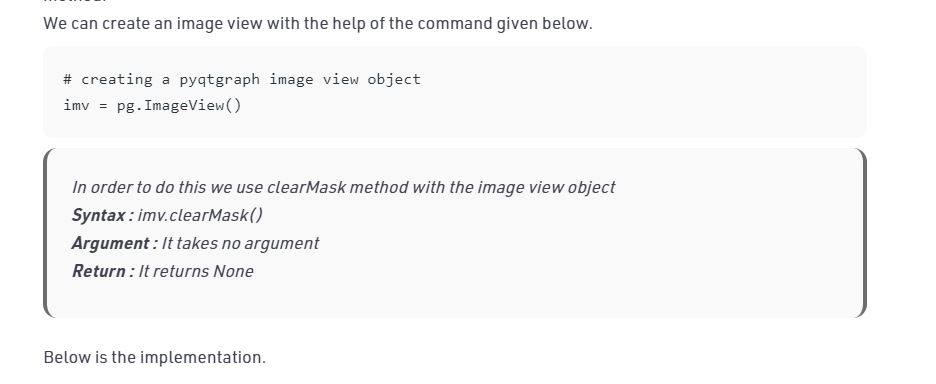 We can create an image view with the help of the command given below.
# creating a pyqtgraph image view object
imv = pg.ImageView()
In order to do this we use clearMask method with the image view object
Syntax : imv.clearMask()
Argument : It takes no argument
Return : It returns None
Below is the implementation.